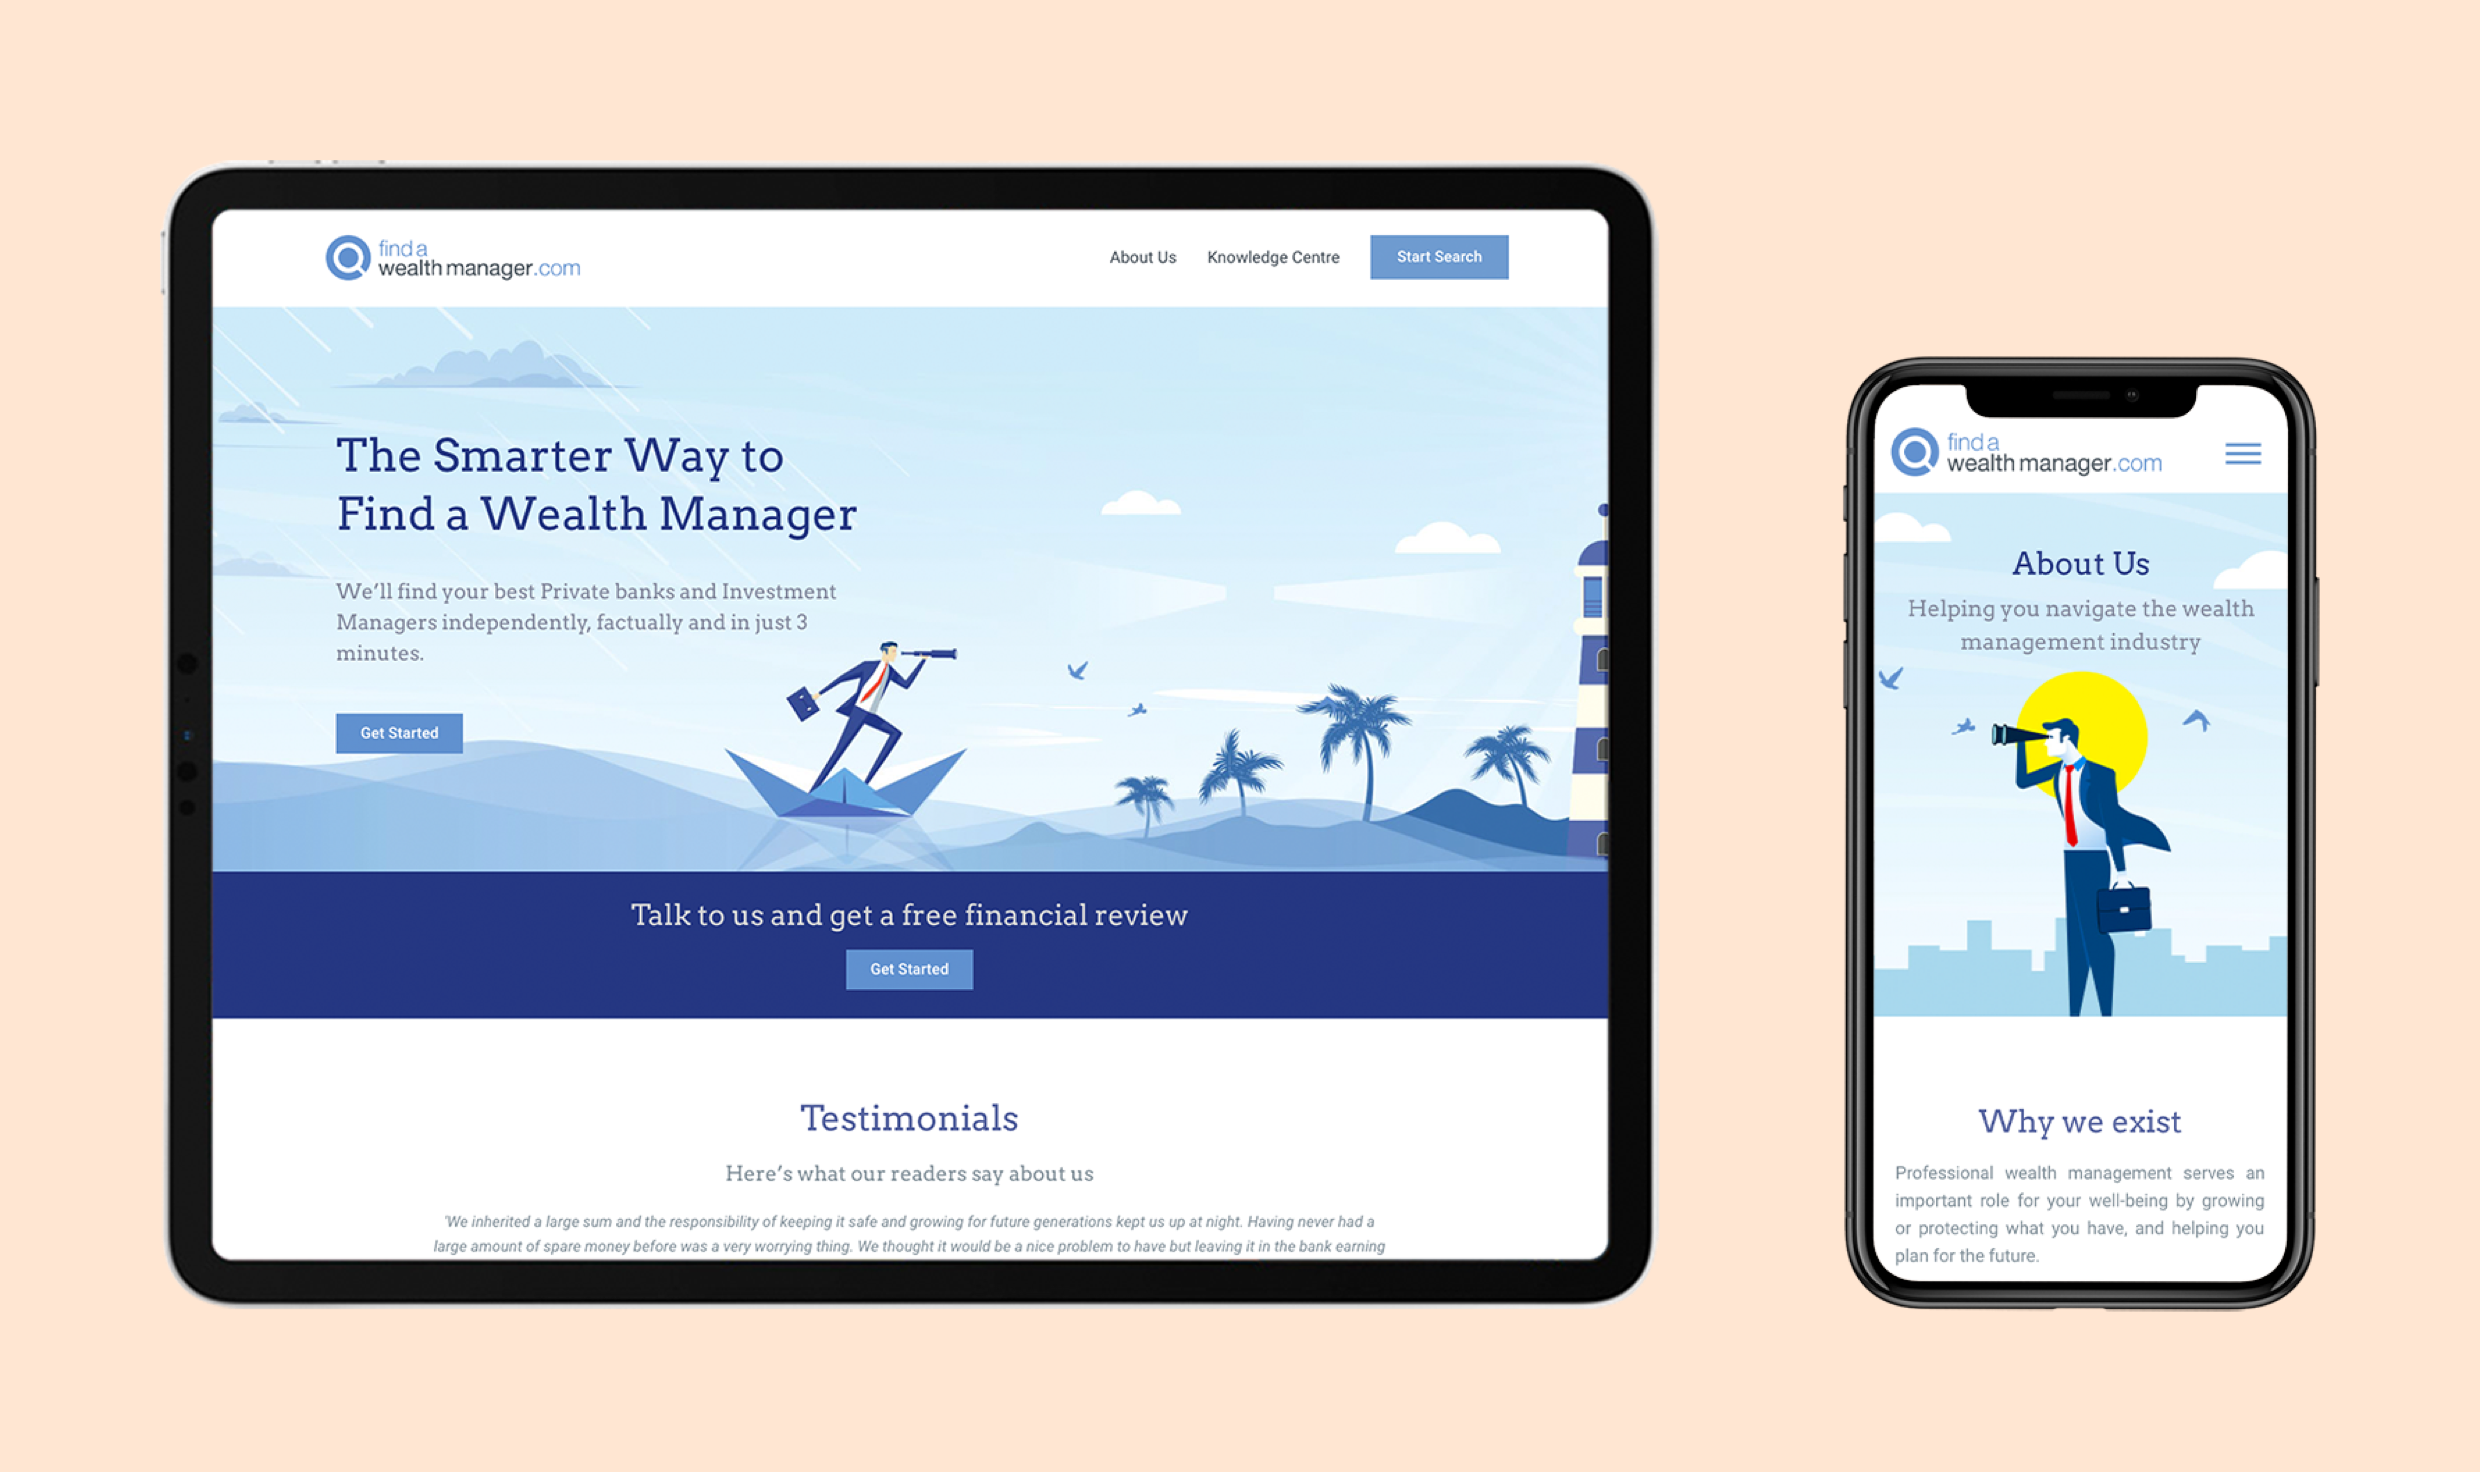 find a
wealth manager.com
About Us
Knowledge Centre
Start Search
The Smarter Way to
Find a Wealth Manager
We’ll find your best Private banks and Investment
Managers independently, factually and in just 3
minutes.
Get Started
Talk to us and get a free financial review
Get Started
Testimonials
Here’s what our readers say about us
'We inherited a large sum and the responsibility of keeping it safe and growing for future generations kept us up at night. Having never had a
large amount of spare money before was a very worrying thing. We thought it would be a nice problem to have but leaving it in the bank earning
find a
wealth manager.com
About Us
Helping you navigate the wealth
management industry
Why we exist
Professional wealth management serves an
important role for your well-being by growing
or protecting what you have, and helping you
plan for the future.